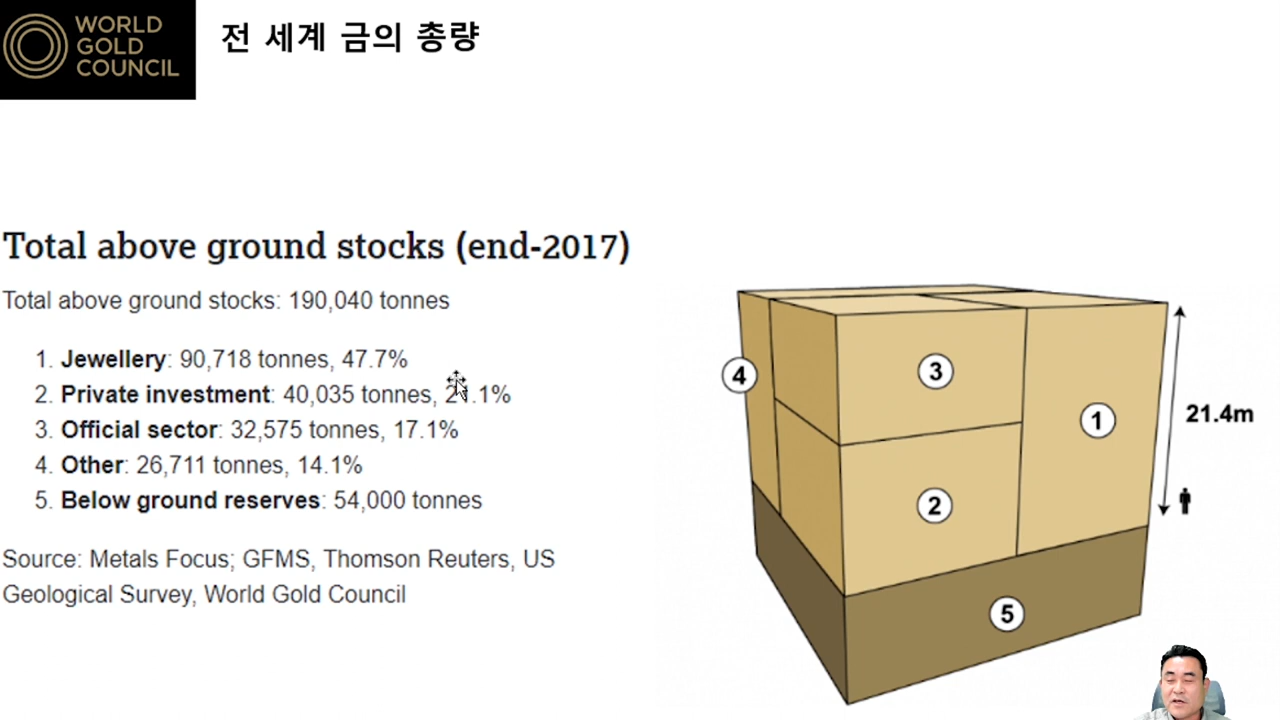 WORLD
GOLD
COUNCIL
전 세계 금의 총량
Total above ground stocks (end-2017)
Total above ground stocks: 190,040 tonnes
1. Jewellery: 90,718 tonnes, 47.7%
2. Private investment: 40,035 tonnes, 21.1%
3. Official sector: 32,575 tonnes, 17.1%
4. Other: 26,711 tonnes, 14.1%
5. Below ground reserves: 54,000 tonnes
Source: Metals Focus; GFMS, Thomson Reuters, US
Geological Survey, World Gold Council
4
3
1
21.4m
2
5